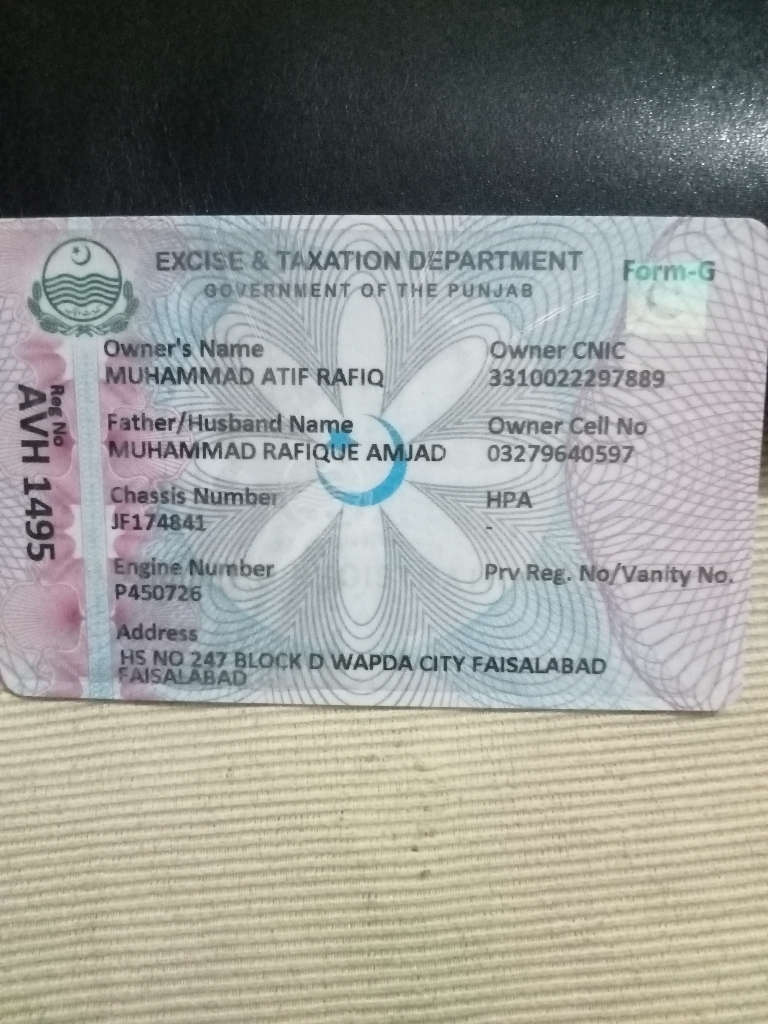 EXCISE & TAXATION DEPARTMENT
GOVERNMENT OF THE PUNJAB
Form-G
Reg No
AVH 1495
Owner's Name
MUHAMMAD ATIF RAFIQ
Owner CNIC
3310022297889
Father/Husband Name
MUHAMMAD RAFIQUE AMJAD
Owner Cell No
03279640597
Chassis Number
JF174841
HPA
-
Engine Number
P450726
Prv Reg. No/Vanity No.
Address
HS NO 247 BLOCK D WAPDA CITY FAISALABAD
FAISALABAD